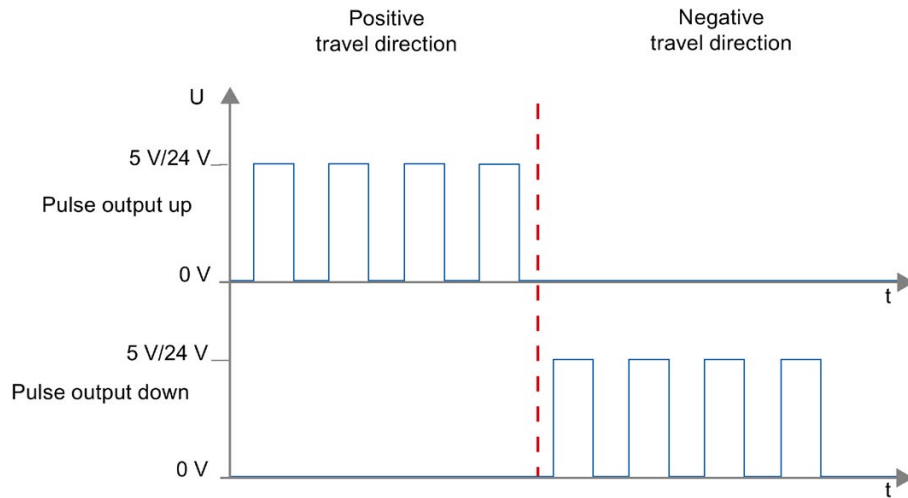 Positive
travel direction
Negative
travel direction
U
5 V/24 V
Pulse output up
0 V
t
5 V/24 V
Pulse output down
0 V
t